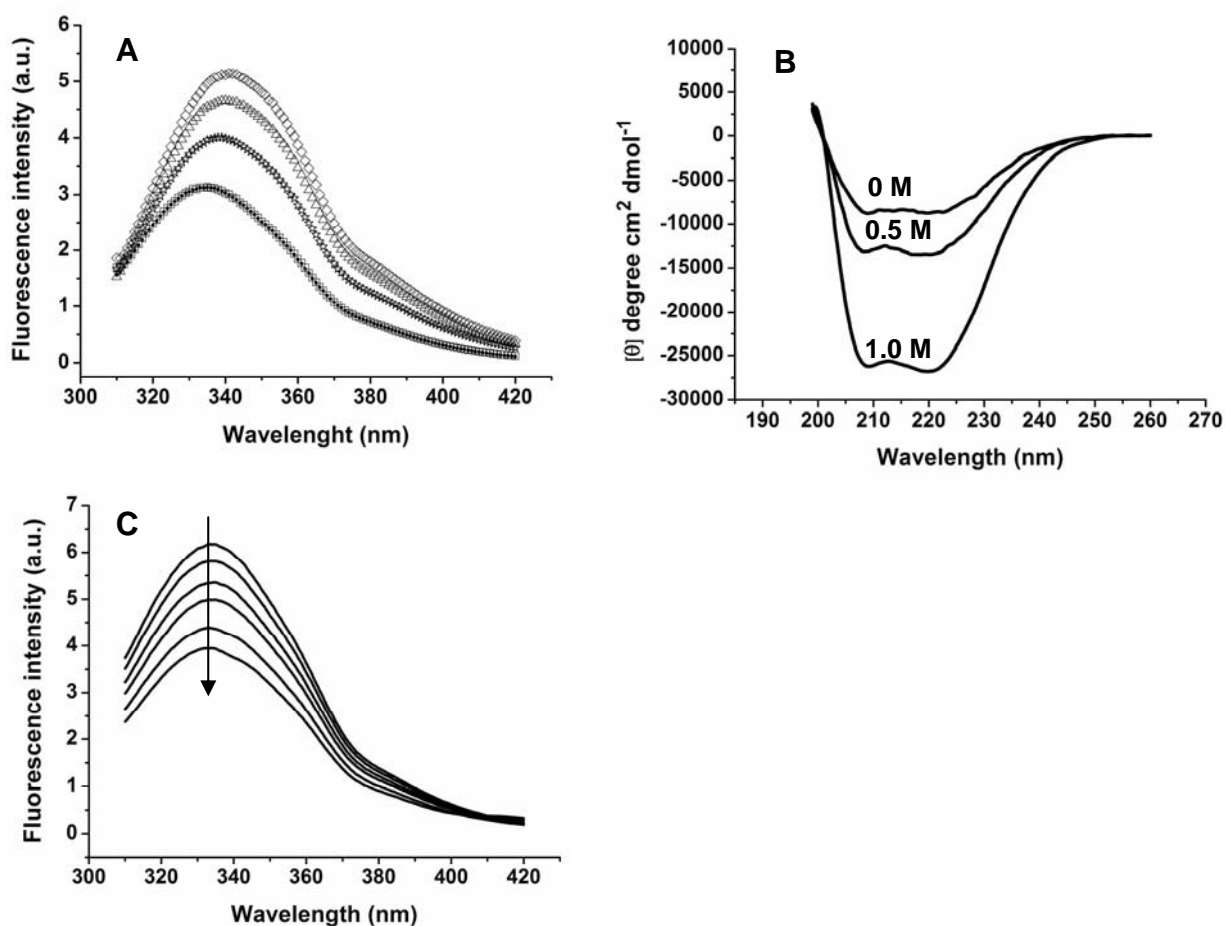 A
Fluorescence intensity (a.u.)
6
5
4
3
2
1
0
300 320 340 360 380 400 420
Wavelenght (nm)
B
[θ] degree cm² dmol⁻¹
10000
5000
0
-5000
-10000
-15000
-20000
-25000
-30000
0 M
0.5 M
1.0 M
190 200 210 220 230 240 250 260 270
Wavelength (nm)
C
Fluorescence intensity (a.u.)
7
6
5
4
3
2
1
0
300 320 340 360 380 400 420
Wavelength (nm)